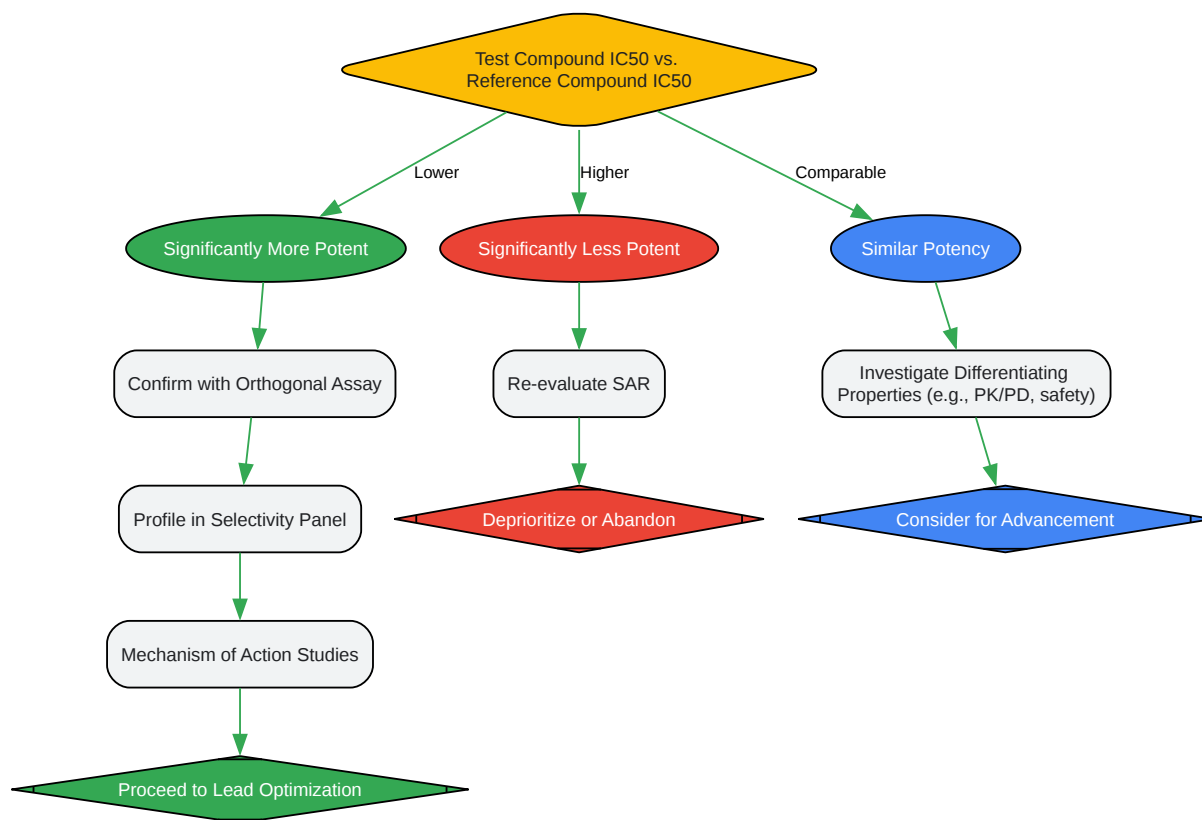 Test Compound IC50 vs.
Reference Compound IC50
Lower
Higher
Comparable
Significantly More Potent
Significantly Less Potent
Similar Potency
Confirm with Orthogonal Assay
Re-evaluate SAR
Investigate Differentiating
Properties (e.g., PK/PD, safety)
Profile in Selectivity Panel
Deprioritize or Abandon
Consider for Advancement
Mechanism of Action Studies
Proceed to Lead Optimization